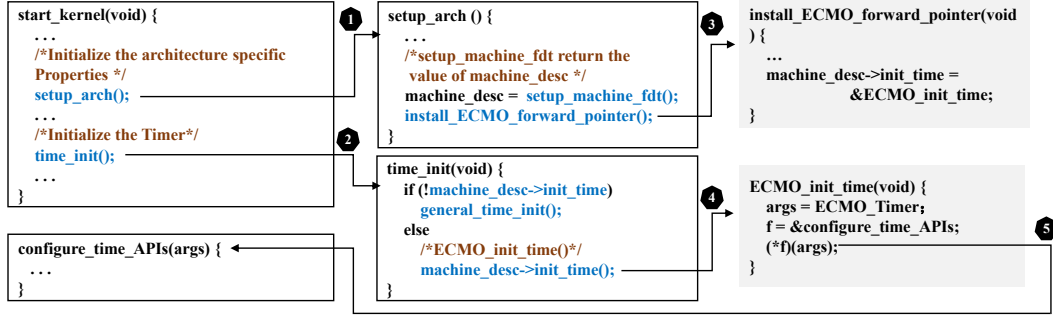 start_kernel(void) {
...
/*Initialize the architecture specific
Properties */
setup_arch();
...
/*Initialize the Timer*/
time_init();
...
}
1
setup_arch () {
...
/*setup_machine_fdt return the
value of machine_desc */
machine_desc = setup_machine_fdt();
install_ECMO_forward_pointer();
}
3
install_ECMO_forward_pointer(void
) {
...
machine_desc->init_time =
&ECMO_init_time;
}
2
time_init(void) {
if (!machine_desc->init_time)
general_time_init();
else
/*ECMO_init_time()*/
machine_desc->init_time();
}
4
ECMO_init_time(void) {
args = ECMO_Timer;
f = &configure_time_APIs;
(*f)(args);
}
5
configure_time_APIs(args) {
...
}